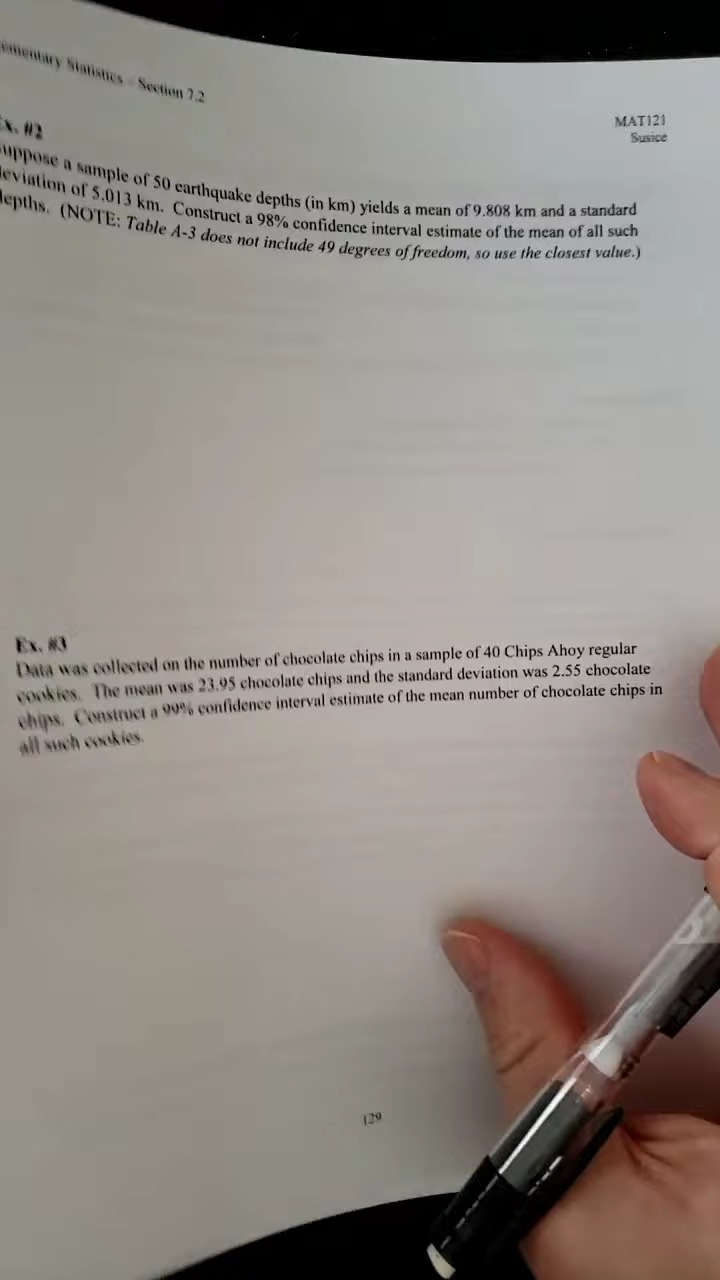 ementary Statistics – Section 7.2
MAT121
Susice
Ex. #2
uppose a sample of 50 earthquake depths (in km) yields a mean of 9.808 km and a standard
deviation of 5.013 km. Construct a 98% confidence interval estimate of the mean of all such
depths. (NOTE: Table A-3 does not include 49 degrees of freedom, so use the closest value.)
Ex. #3
Data was collected on the number of chocolate chips in a sample of 40 Chips Ahoy regular
cookies. The mean was 23.95 chocolate chips and the standard deviation was 2.55 chocolate
chips. Construct a 99% confidence interval estimate of the mean number of chocolate chips in
all such cookies.
129